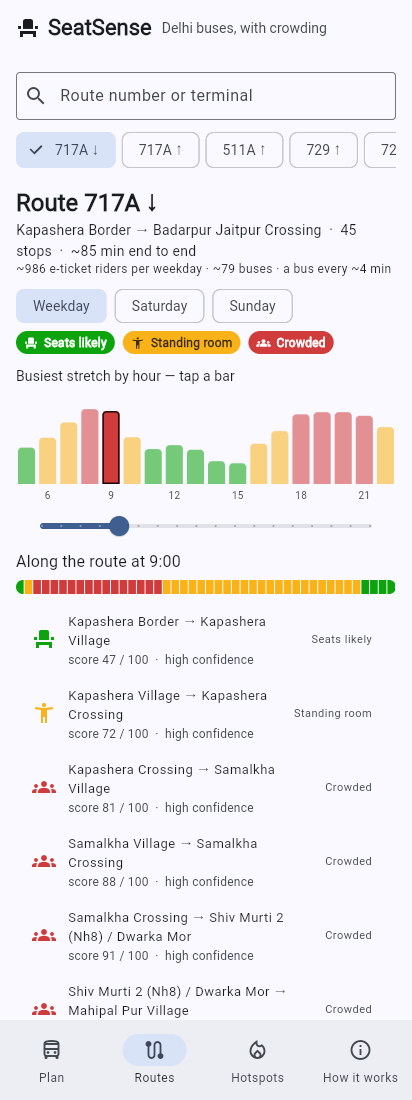 SeatSense Delhi buses, with crowding
Route number or terminal
717A ↓ 717A ↑ 511A ↑ 729 ↑ 72
Route 717A ↓
Kapashera Border → Badarpur Jaitpur Crossing · 45
stops · ~85 min end to end
~986 e-ticket riders per weekday · ~79 buses · a bus every ~4 min
Weekday Saturday Sunday
Seats likely Standing room Crowded
Busiest stretch by hour — tap a bar
6 9 12 15 18 21
Along the route at 9:00
Kapashera Border → Kapashera
Village
score 47 / 100 · high confidence
Seats likely
Kapashera Village → Kapashera
Crossing
score 72 / 100 · high confidence
Standing room
Kapashera Crossing → Samalkha
Village
score 81 / 100 · high confidence
Crowded
Samalkha Village → Samalkha
Crossing
score 88 / 100 · high confidence
Crowded
Samalkha Crossing → Shiv Murti 2
(Nh8) / Dwarka Mor
score 91 / 100 · high confidence
Crowded
Shiv Murti 2 (Nh8) / Dwarka Mor →
Mahipal Pur Village
Crowded
Plan Routes Hotspots How it works